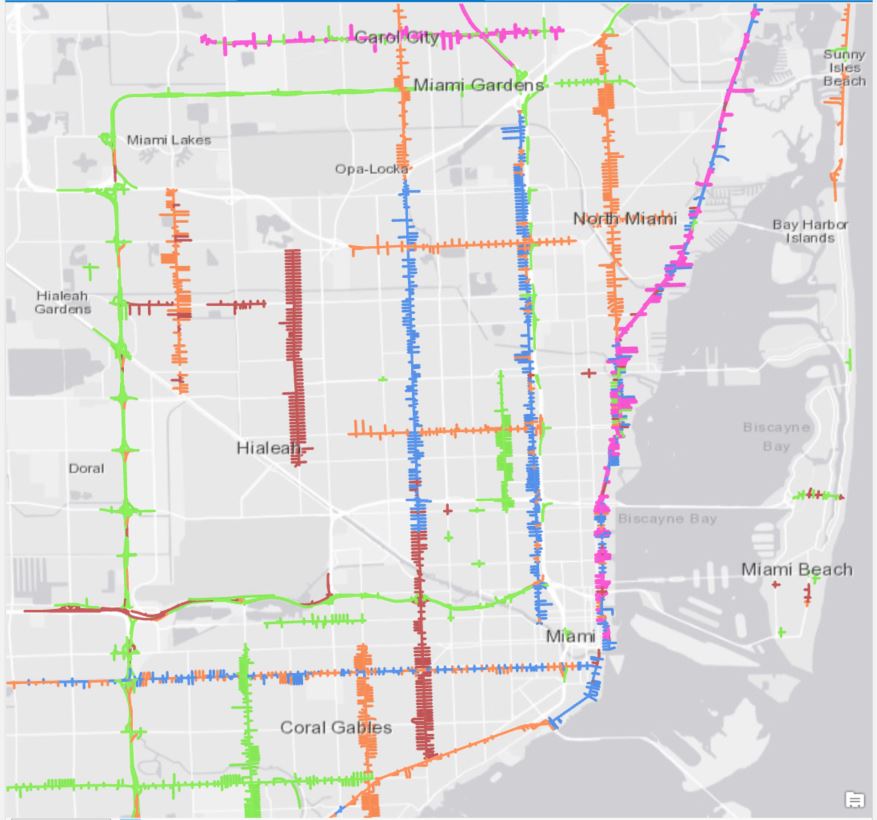 Carol City
Sunny
Isles
Beach
Miami Gardens
Miami Lakes
Opa-Locka
North Miami
Bay Harbor
Islands
Hialeah
Gardens
Biscayne
Bay
Hialeah
Doral
Biscayne Bay
Miami Beach
Miami
Coral Gables